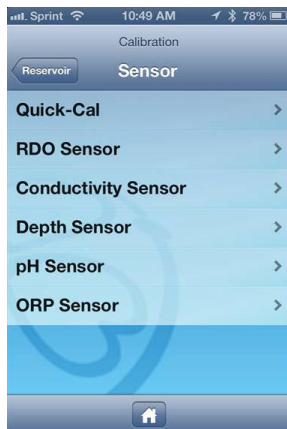 Sprint 10:49 AM 78%
Calibration
Reservoir Sensor
Quick-Cal
RDO Sensor
Conductivity Sensor
Depth Sensor
pH Sensor
ORP Sensor